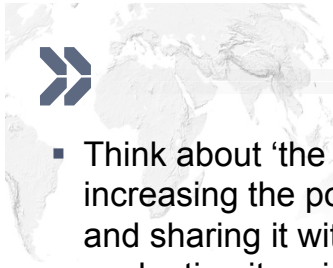 Think about ‘the
increasing the po
and sharing it wit